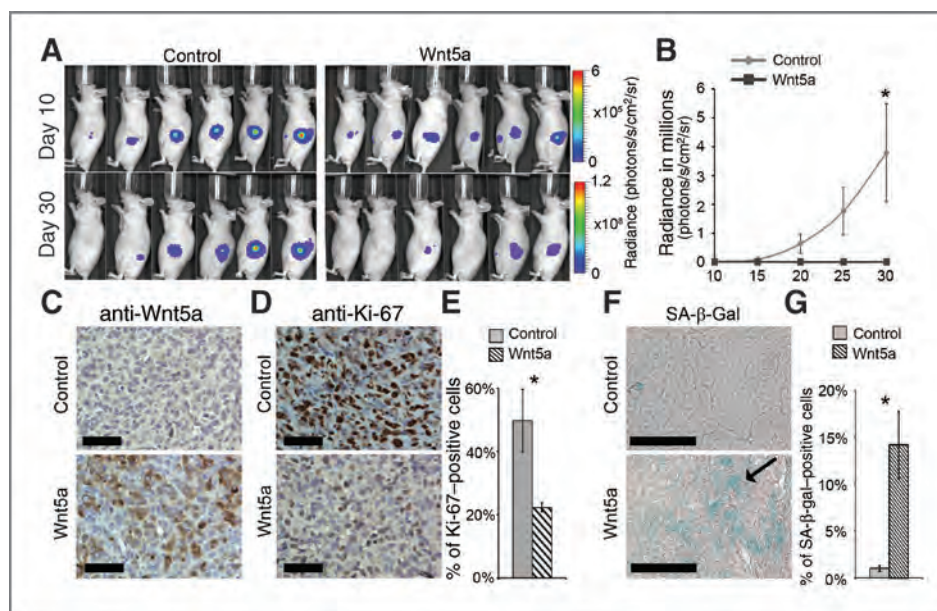 A
Control
Wnt5a
Day 10
Day 30
6
x10⁵
0
1.2
x10⁸
0
Radiance (photons/s/cm²/sr)
B
Control
Wnt5a
*
Radiance in millions
(photons/s/cm²/sr)
6
5
4
3
2
1
0
10 15 20 25 30
C
anti-Wnt5a
Control
Wnt5a
D
anti-Ki-67
Control
Wnt5a
E
Control
Wnt5a
*
% of Ki-67–positive cells
60%
40%
20%
0%
F
SA-β-Gal
Control
Wnt5a
G
Control
Wnt5a
*
% of SA-β-gal–positive cells
20%
15%
10%
5%
0%